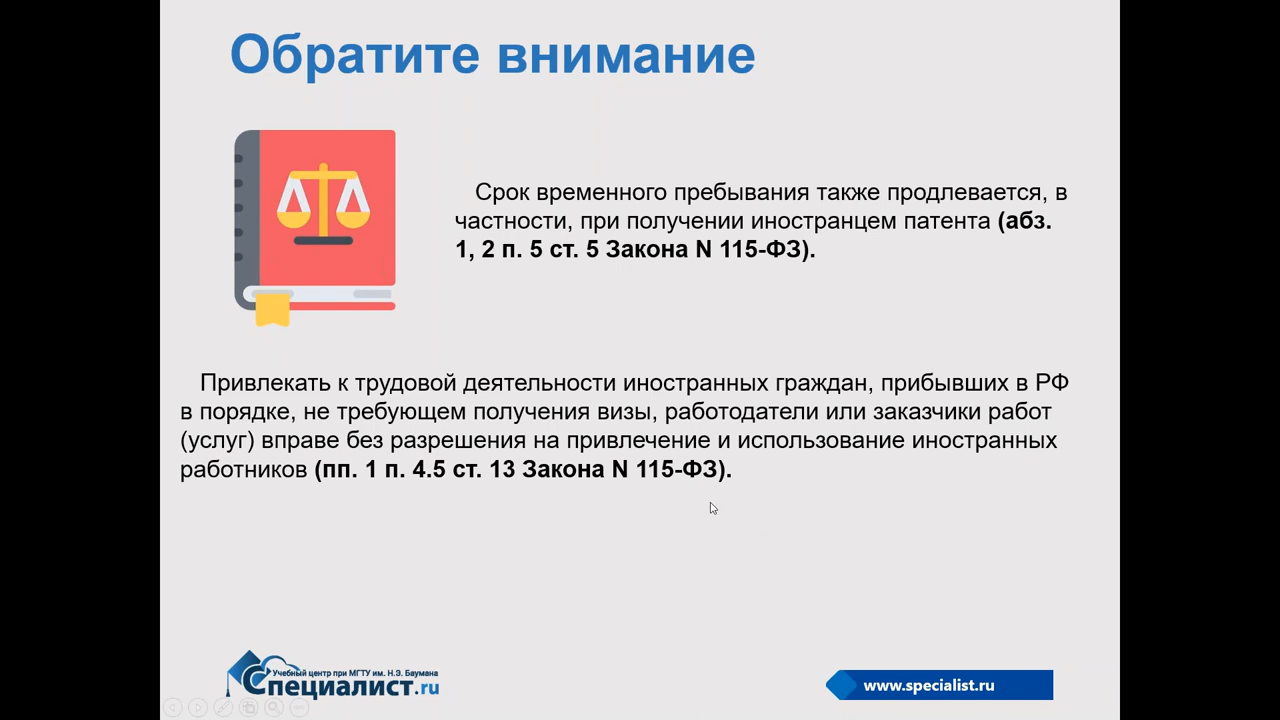 Обратите внимание
Срок временного пребывания также продлевается, в
частности, при получении иностранцем патента (абз.
1, 2 п. 5 ст. 5 Закона N 115-ФЗ).
Привлекать к трудовой деятельности иностранных граждан, прибывших в РФ
в порядке, не требующем получения визы, работодатели или заказчики работ
(услуг) вправе без разрешения на привлечение и использование иностранных
работников (пп. 1 п. 4.5 ст. 13 Закона N 115-ФЗ).
Учебный центр при МГТУ им. Н.Э. Баумана
Специалист.ru
www.specialist.ru